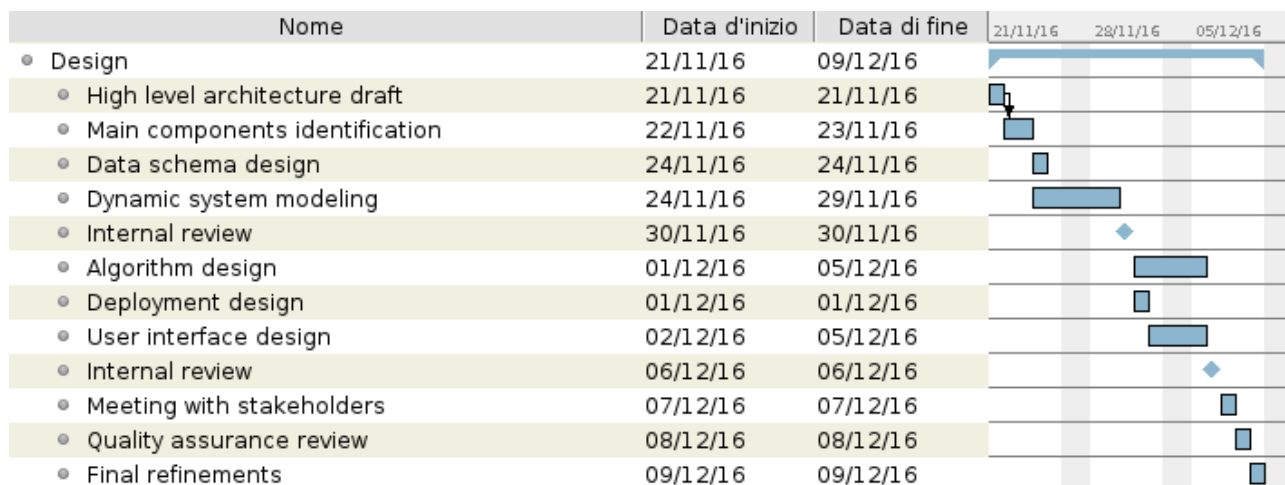 Nome Data d'inizio Data di fine 21/11/16 28/11/16 05/12/16
Design 21/11/16 09/12/16
High level architecture draft 21/11/16 21/11/16
Main components identification 22/11/16 23/11/16
Data schema design 24/11/16 24/11/16
Dynamic system modeling 24/11/16 29/11/16
Internal review 30/11/16 30/11/16
Algorithm design 01/12/16 05/12/16
Deployment design 01/12/16 01/12/16
User interface design 02/12/16 05/12/16
Internal review 06/12/16 06/12/16
Meeting with stakeholders 07/12/16 07/12/16
Quality assurance review 08/12/16 08/12/16
Final refinements 09/12/16 09/12/16